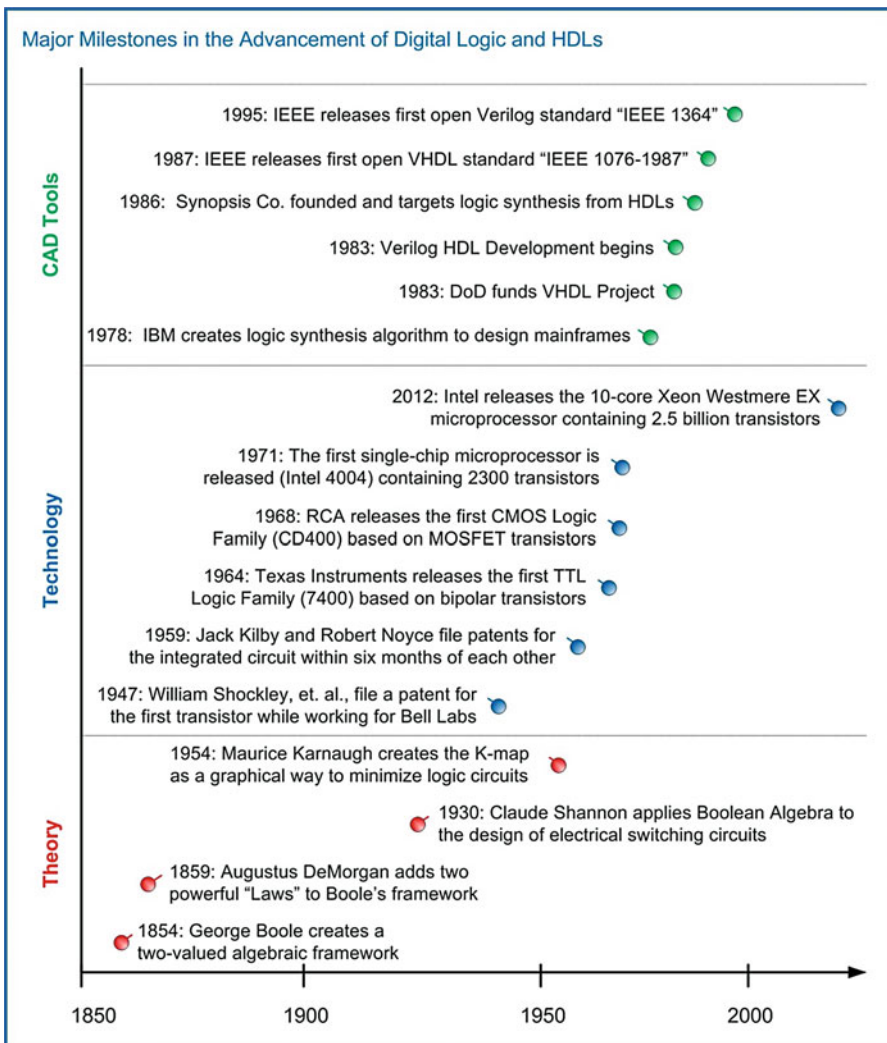 Major Milestones in the Advancement of Digital Logic and HDLs
CAD Tools
1995: IEEE releases first open Verilog standard “IEEE 1364”
1987: IEEE releases first open VHDL standard “IEEE 1076-1987”
1986:  Synopsis Co. founded and targets logic synthesis from HDLs
1983: Verilog HDL Development begins
1983: DoD funds VHDL Project
1978:  IBM creates logic synthesis algorithm to design mainframes
Technology
2012: Intel releases the 10-core Xeon Westmere EX
microprocessor containing 2.5 billion transistors
1971: The first single-chip microprocessor is
released (Intel 4004) containing 2300 transistors
1968: RCA releases the first CMOS Logic
Family (CD400) based on MOSFET transistors
1964: Texas Instruments releases the first TTL
Logic Family (7400) based on bipolar transistors
1959: Jack Kilby and Robert Noyce file patents for
the integrated circuit within six months of each other
1947: William Shockley, et. al., file a patent for
the first transistor while working for Bell Labs
Theory
1954: Maurice Karnaugh creates the K-map
as a graphical way to minimize logic circuits
1930: Claude Shannon applies Boolean Algebra to
the design of electrical switching circuits
1859: Augustus DeMorgan adds two
powerful “Laws” to Boole’s framework
1854: George Boole creates a
two-valued algebraic framework
1850 1900 1950 2000